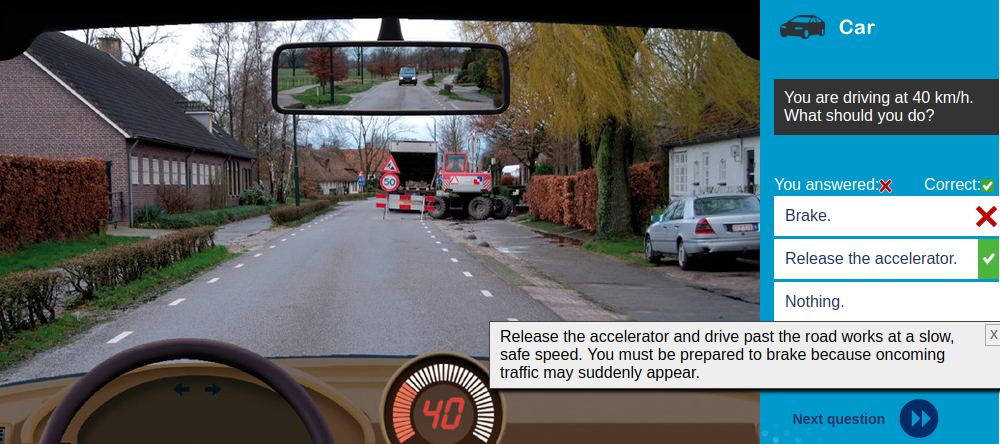 Car
You are driving at 40 km/h.
What should you do?
50
You answered:
Correct:
Brake.
Release the accelerator.
Nothing.
Release the accelerator and drive past the road works at a slow,
safe speed. You must be prepared to brake because oncoming
traffic may suddenly appear.
X
40
Next question